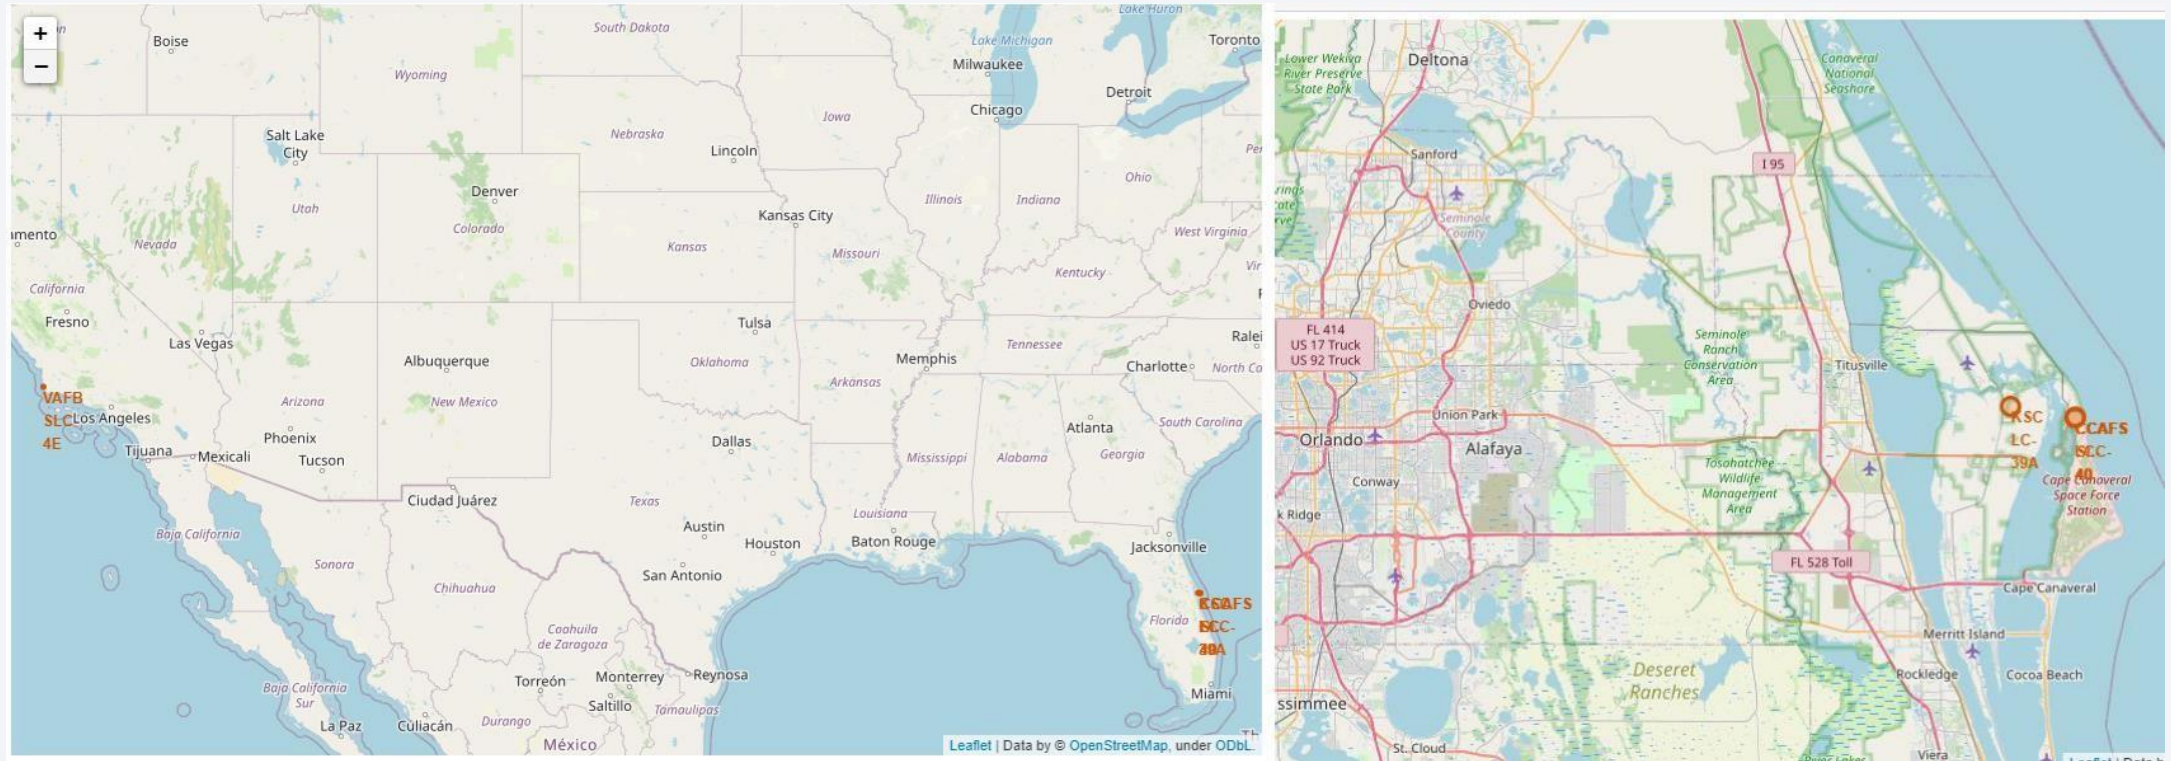 +
−
Boise
South Dakota
Lake Huron
Toronto
Lake Michigan
Milwaukee
Wyoming
Detroit
Chicago
Iowa
Salt Lake
City
Nebraska
Lincoln
Ohio
Denver
Utah
Illinois
Indiana
Colorado
Kansas City
West Virginia
Nevada
Kansas
Missouri
Kentucky
California
Fresno
Las Vegas
Tulsa
Tennessee
Oklahoma
Memphis
Albuquerque
Charlotte
Arkansas
VAFB
SLC-
4E
Los Angeles
Arizona
New Mexico
Atlanta
South Carolina
Phoenix
Dallas
Tijuana
Mexicali
Tucson
Mississippi
Alabama
Georgia
Ciudad Juárez
Texas
Louisiana
Austin
Baja California
Houston
Baton Rouge
Jacksonville
Sonora
Chihuahua
San Antonio
Florida
Coahuila
de Zaragoza
Torreón
Monterrey
Reynosa
Baja California
Sur
Saltillo
Tamaulipas
Miami
La Paz
Culiacán
Durango
México
Leaflet | Data by © OpenStreetMap, under ODbL.
Lower Wekiva
River Preserve
State Park
Deltona
Canaveral
National
Seashore
Sanford
I 95
Seminole
County
Oviedo
FL 414
US 17 Truck
US 92 Truck
Seminole
Ranch
Conservation
Area
Titusville
KSC
LC-
39A
CCAFS
Union Park
Orlando
Alafaya
Tosohatchee
Wildlife
Management
Area
Conway
Cape Canaveral
Space Force
Station
k Ridge
FL 528 Toll
Cape Canaveral
Merritt Island
Deseret
Ranches
Rockledge
Cocoa Beach
ssimmee
St. Cloud
Viera